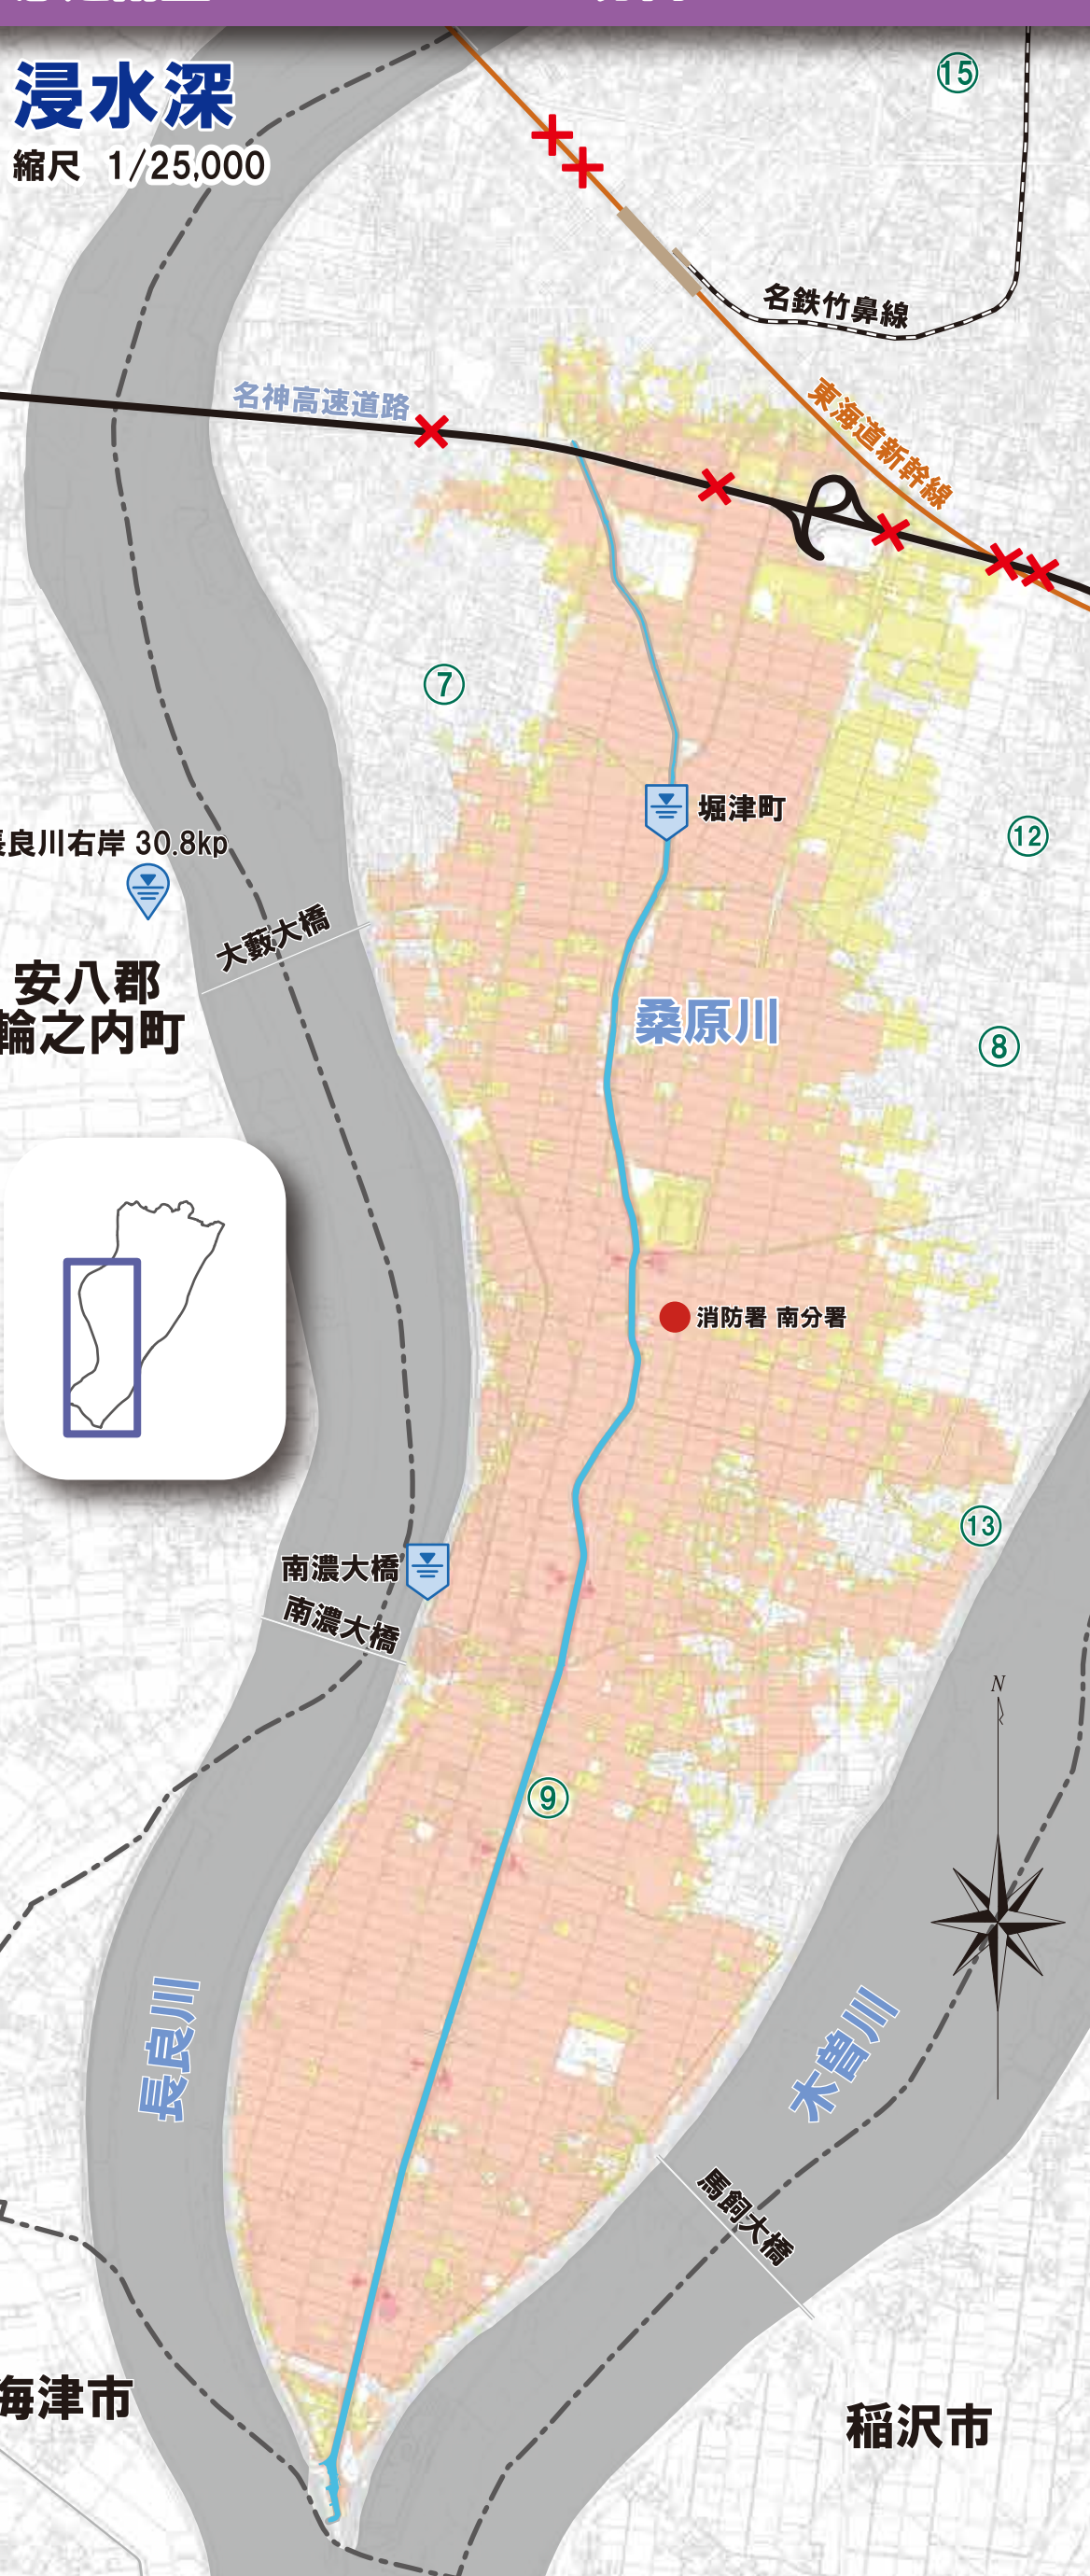 浸水深
縮尺 1/25,000
⑮
名鉄竹鼻線
名神高速道路
東海道新幹線
⑦
堀津町
⑫
良川右岸 30.8kp
大藪大橋
安八郡
輪之内町
桑原川
⑧
消防署 南分署
⑬
南濃大橋
南濃大橋
N
⑨
長良川
木曽川
馬飼大橋
海津市
稲沢市